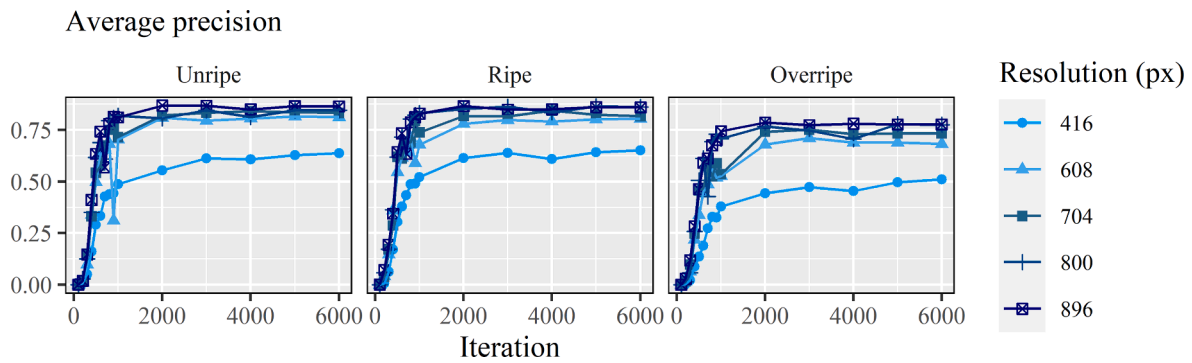 Average precision
Unripe Ripe Overripe Resolution (px)
0.75
0.50
0.25
0.00
416
608
704
800
896
0 2000 4000 6000 0 2000 4000 6000 0 2000 4000 6000
Iteration